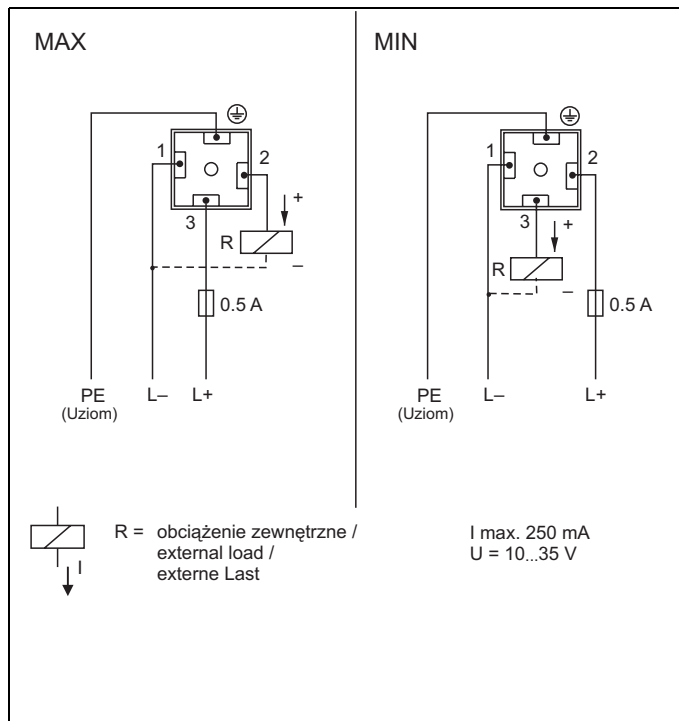 MAX
1
2
3
+
R
–
0.5 A
PE
(Uziom)
L–
L+
MIN
1
2
3
+
R
–
0.5 A
PE
(Uziom)
L–
L+
I
R = obciążenie zewnętrzne /
external load /
externe Last
I max. 250 mA
U = 10...35 V